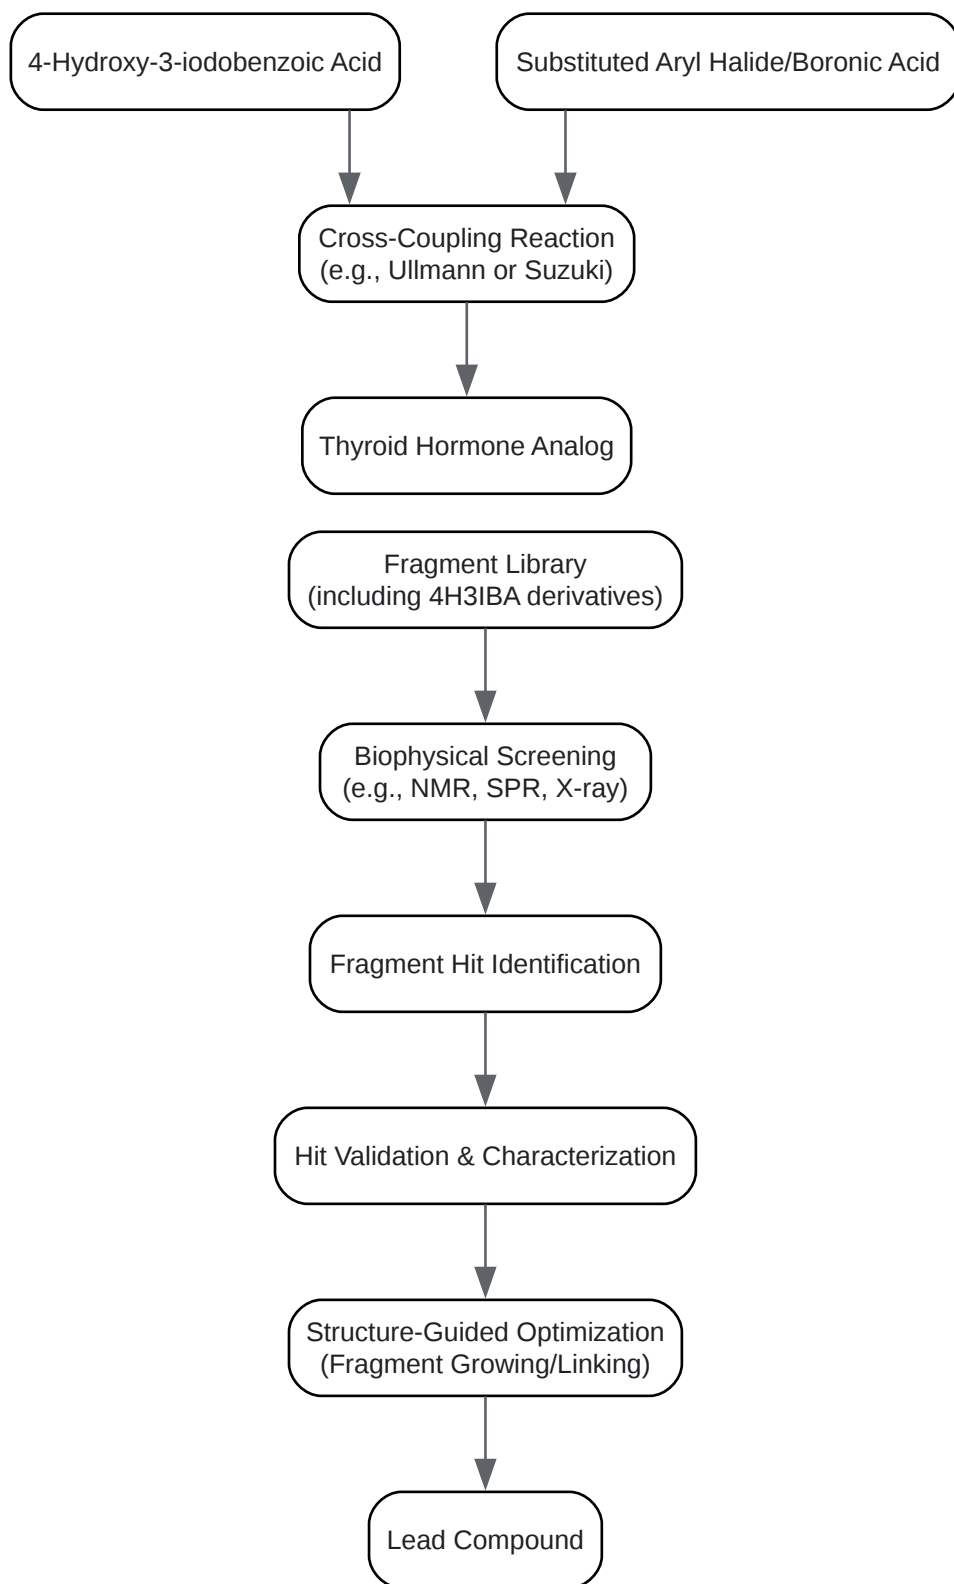 4-Hydroxy-3-iodobenzoic Acid
Substituted Aryl Halide/Boronic Acid
Cross-Coupling Reaction
(e.g., Ullmann or Suzuki)
Thyroid Hormone Analog
Fragment Library
(including 4H3IBA derivatives)
Biophysical Screening
(e.g., NMR, SPR, X-ray)
Fragment Hit Identification
Hit Validation & Characterization
Structure-Guided Optimization
(Fragment Growing/Linking)
Lead Compound